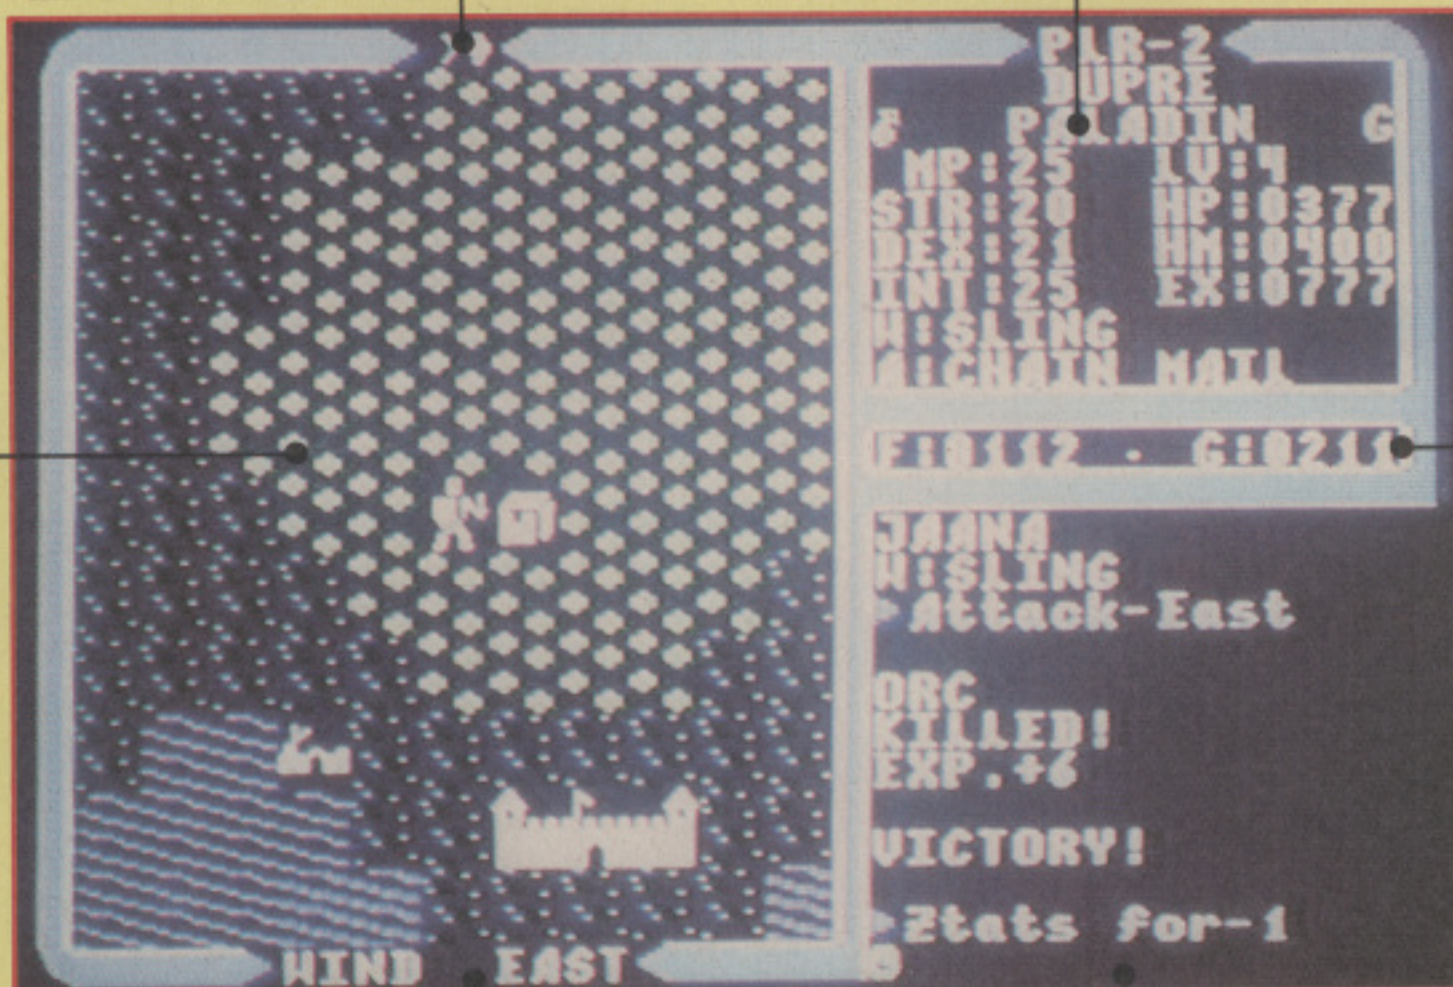 PLR-2
DUPRE
PALADIN G
MP:25 LV:4
STR:20 HP:0377
DEX:21 HM:0400
INT:25 EX:0777
W:SLING
A:CHAIN MAIL
F:0112 · G:0211
JAANA
W:SLING
Attack-East
ORC
KILLED!
EXP.+6
VICTORY!
Ztats for-1
WIND EAST